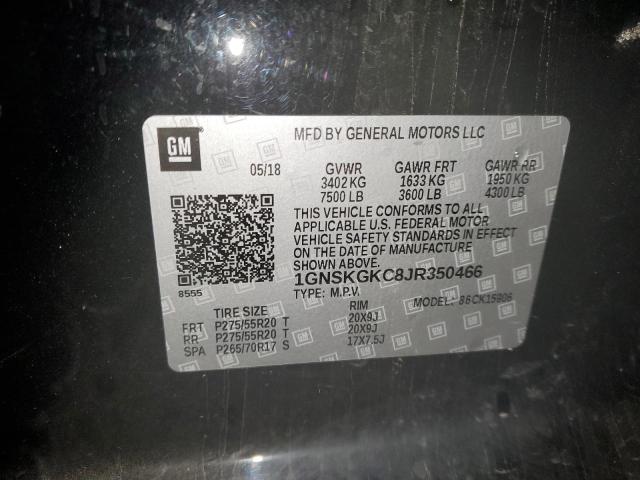 GM
MFD BY GENERAL MOTORS LLC
05/18 GVWR GAWR FRT GAWR RR
3402 KG 1633 KG 1950 KG
7500 LB 3600 LB 4300 LB
THIS VEHICLE CONFORMS TO ALL
APPLICABLE U.S. FEDERAL MOTOR
VEHICLE SAFETY STANDARDS IN EFFECT
ON THE DATE OF MANUFACTURE
SHOWN ABOVE.
8555 1GNSKGKC8JR350466
TYPE: M.P.V. MODEL: 86CK15906
TIRE SIZE RIM
FRT P275/55R20 T 20X9J
RR P275/55R20 T 20X9J
SPA P265/70R17 S 17X7.5J